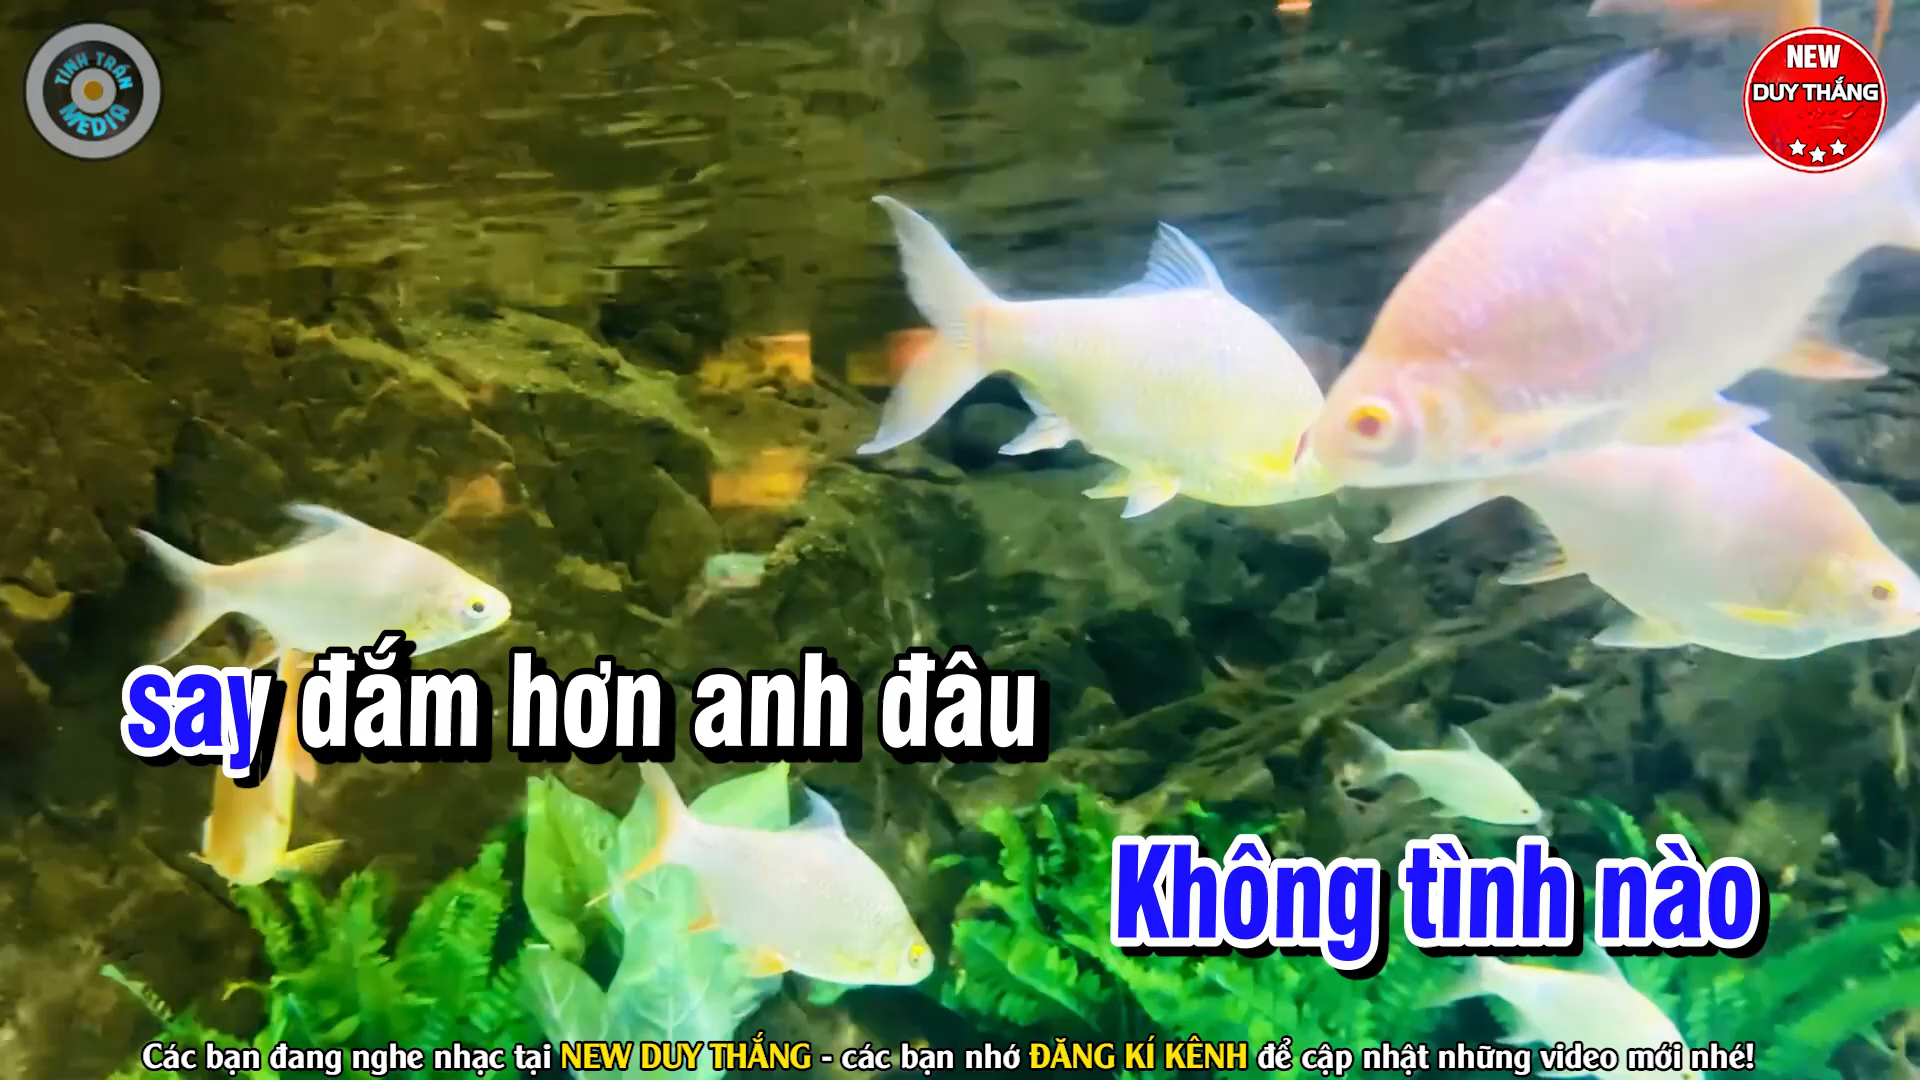 TÌNH TRẦN
MEDIA
NEW
DUY THẮNG
say đắm hơn anh đâu
Không tình nào
Các bạn đang nghe nhạc tại NEW DUY THẮNG - các bạn nhớ ĐĂNG KÍ KÊNH để cập nhật những video mới nhé!